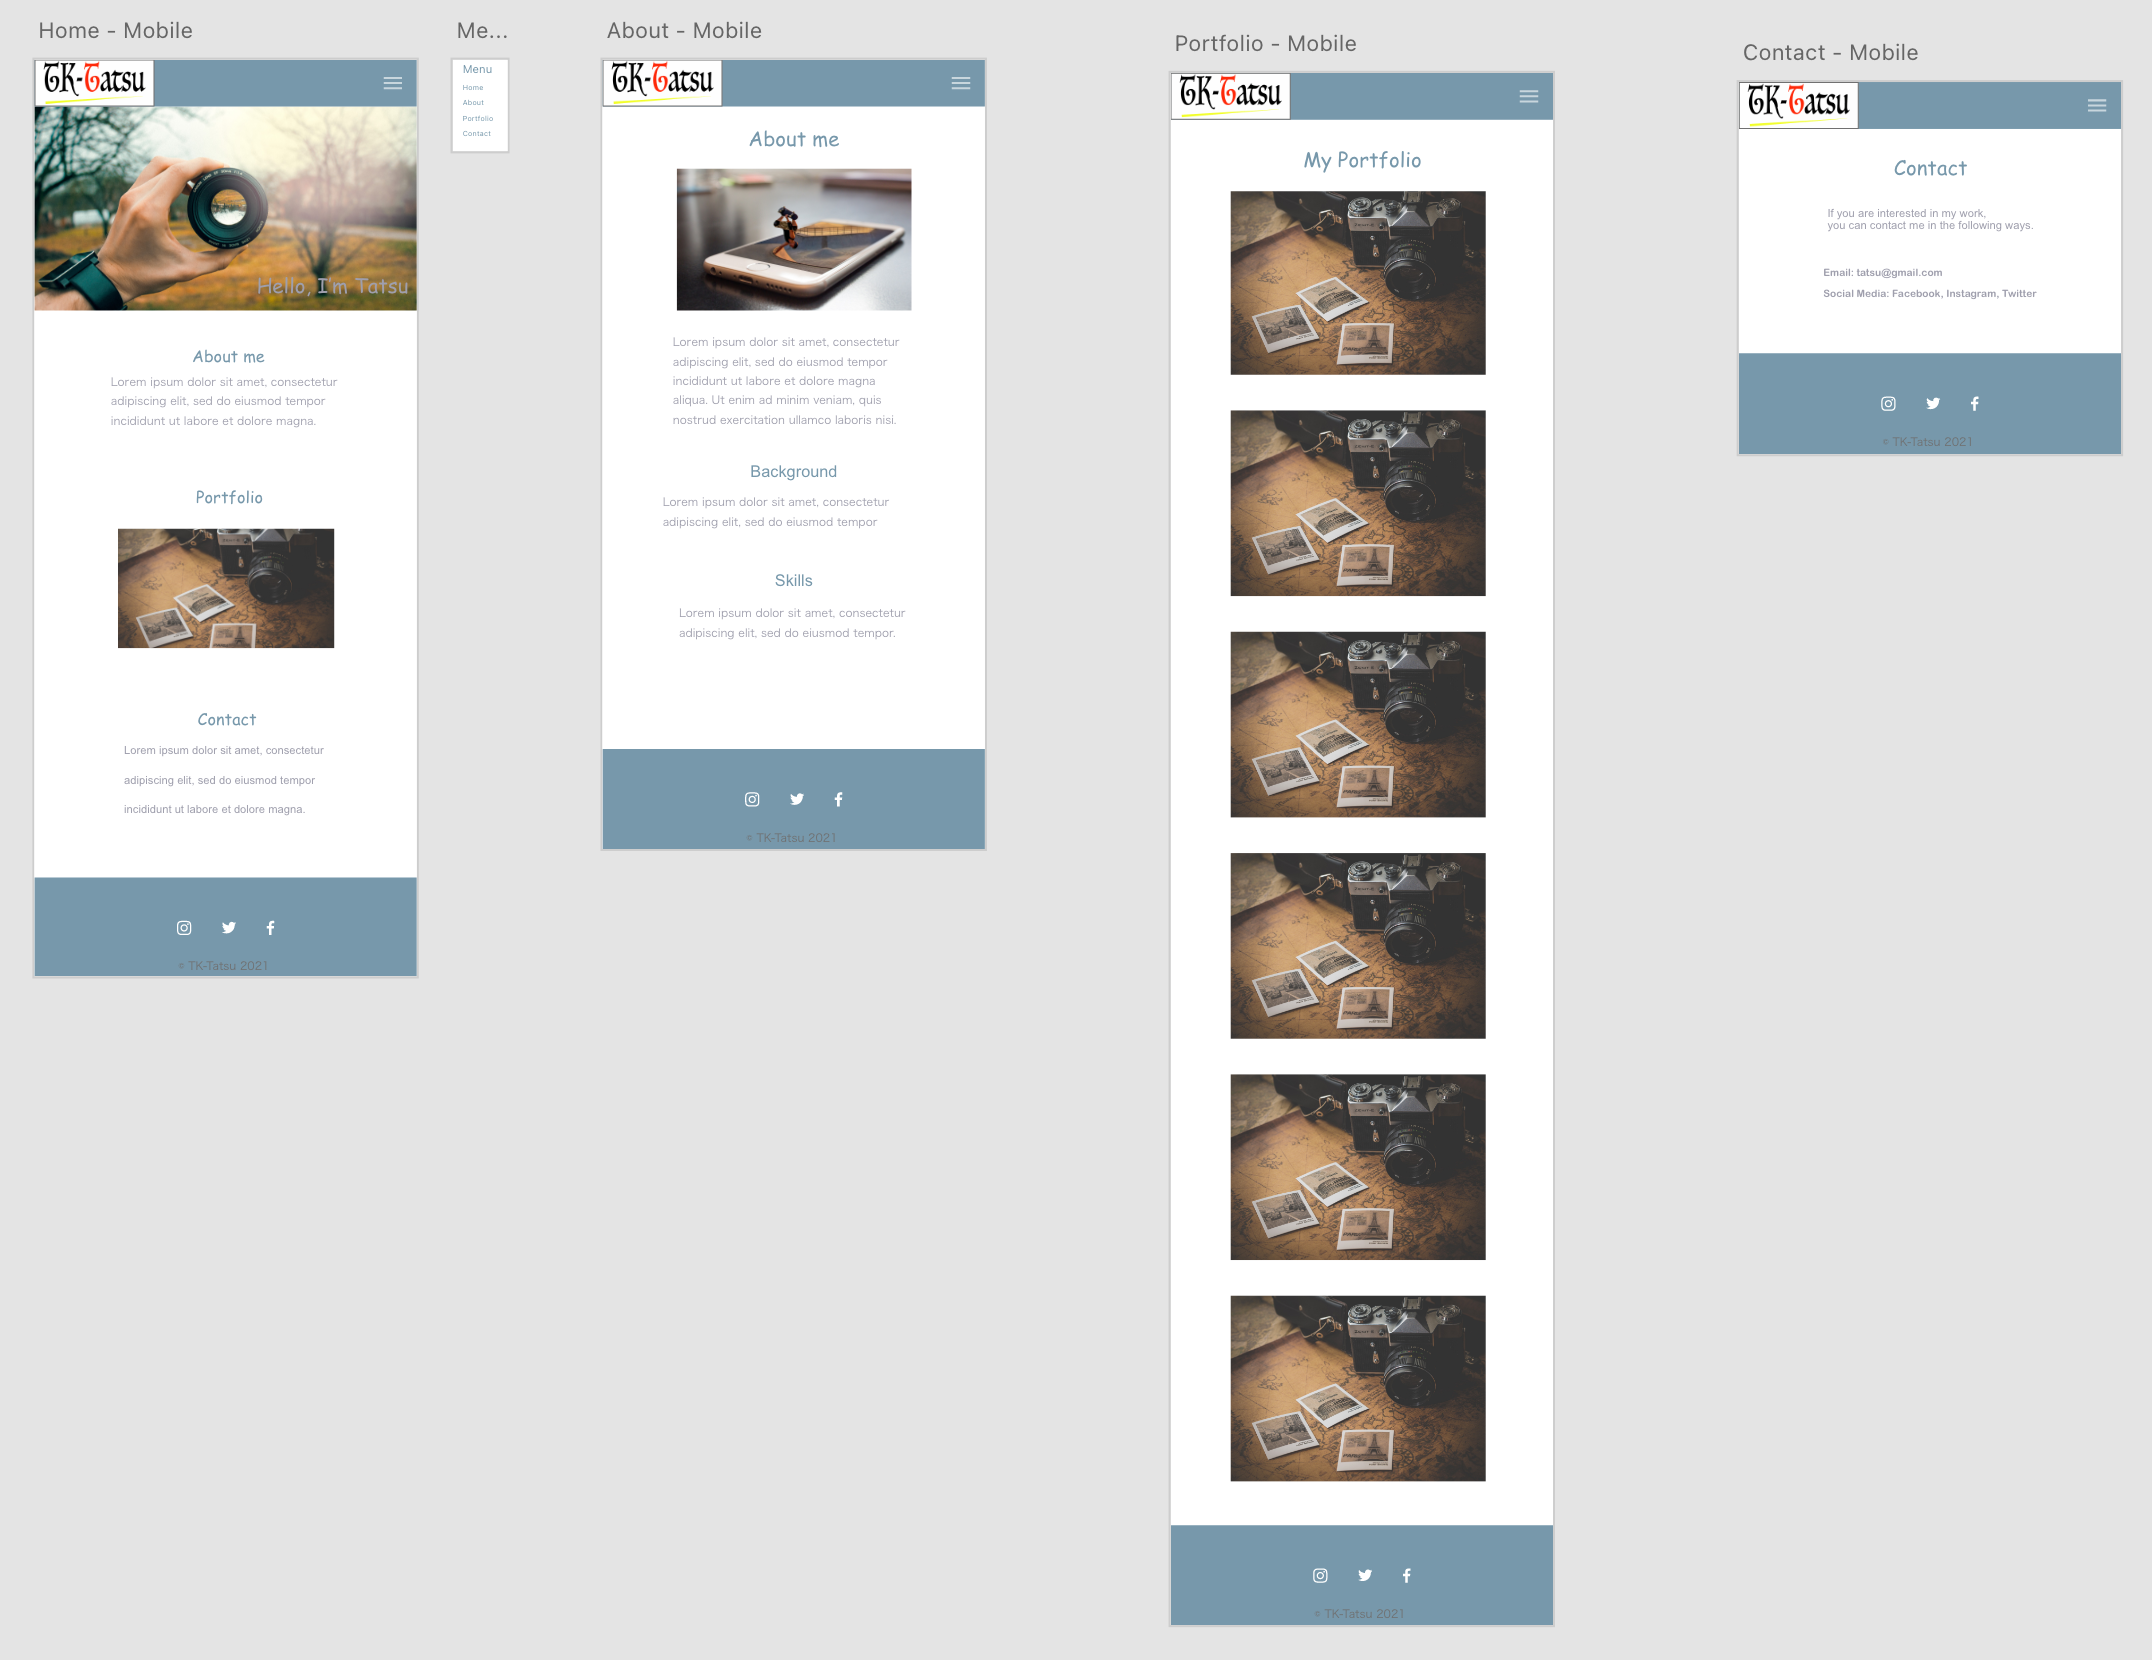 Home - Mobile
TK-Tatsu
Hello, I'm Tatsu
About me
Lorem ipsum dolor sit amet, consectetur
adipiscing elit, sed do eiusmod tempor
incididunt ut labore et dolore magna.
Portfolio
Contact
Lorem ipsum dolor sit amet, consectetur
adipiscing elit, sed do eiusmod tempor
incididunt ut labore et dolore magna.
© TK-Tatsu 2021
Me...
Menu
Home
About
Portfolio
Contact
About - Mobile
TK-Tatsu
About me
Lorem ipsum dolor sit amet, consectetur
adipiscing elit, sed do eiusmod tempor
incididunt ut labore et dolore magna
aliqua. Ut enim ad minim veniam, quis
nostrud exercitation ullamco laboris nisi.
Background
Lorem ipsum dolor sit amet, consectetur
adipiscing elit, sed do eiusmod tempor
Skills
Lorem ipsum dolor sit amet, consectetur
adipiscing elit, sed do eiusmod tempor.
© TK-Tatsu 2021
Portfolio - Mobile
TK-Tatsu
My Portfolio
© TK-Tatsu 2021
Contact - Mobile
TK-Tatsu
Contact
If you are interested in my work,
you can contact me in the following ways.
Email: tatsu@gmail.com
Social Media: Facebook, Instagram, Twitter
© TK-Tatsu 2021